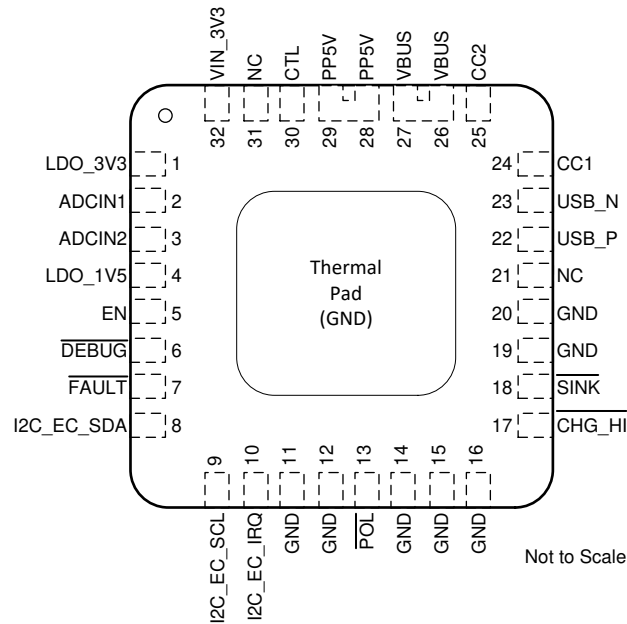 VIN_3V3
NC
CTL
PP5V
PP5V
VBUS
VBUS
CC2
32
31
30
29
28
27
26
25
LDO_3V3 1
ADCIN1 2
ADCIN2 3
LDO_1V5 4
EN 5
DEBUG 6
FAULT 7
I2C_EC_SDA 8
Thermal
Pad
(GND)
24 CC1
23 USB_N
22 USB_P
21 NC
20 GND
19 GND
18 SINK
17 CHG_HI
9
10
11
12
13
14
15
16
I2C_EC_SCL
I2C_EC_IRQ
GND
GND
POL
GND
GND
GND
Not to Scale